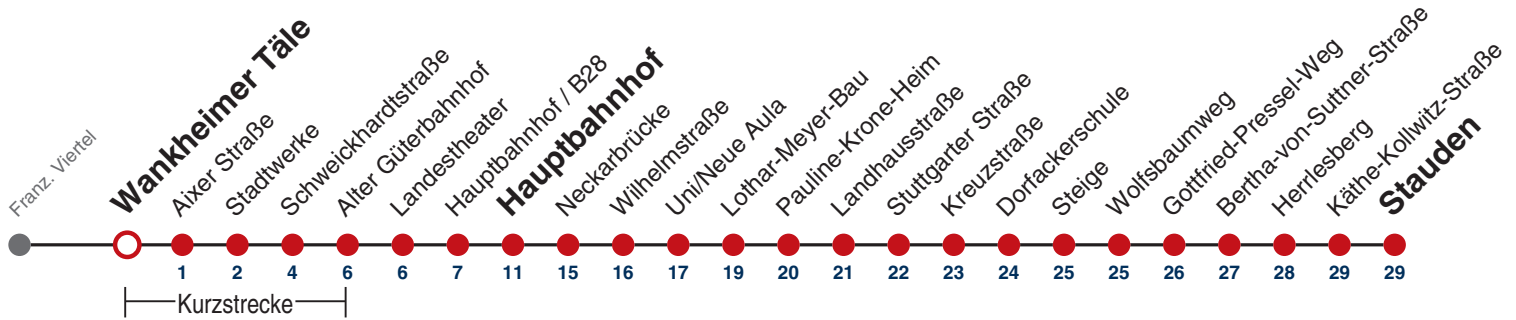 Franz. Viertel
Wankheimer Täle
Aixer Straße
Stadtwerke
Schweickhardtstraße
Alter Güterbahnhof
Landestheater
Hauptbahnhof / B28
Hauptbahnhof
Neckarbrücke
Wilhelmstraße
Uni/Neue Aula
Lothar-Meyer-Bau
Pauline-Krone-Heim
Landhausstraße
Stuttgarter Straße
Kreuzstraße
Dorfackerschule
Steige
Wolfsbaumweg
Gottfried-Pressel-Weg
Bertha-von-Suttner-Straße
Herrlesberg
Käthe-Kollwitz-Straße
Stauden
1 2 4 6 6 7 11 15 16 17 19 20 21 22 23 24 25 25 26 27 28 29 29
Kurzstrecke